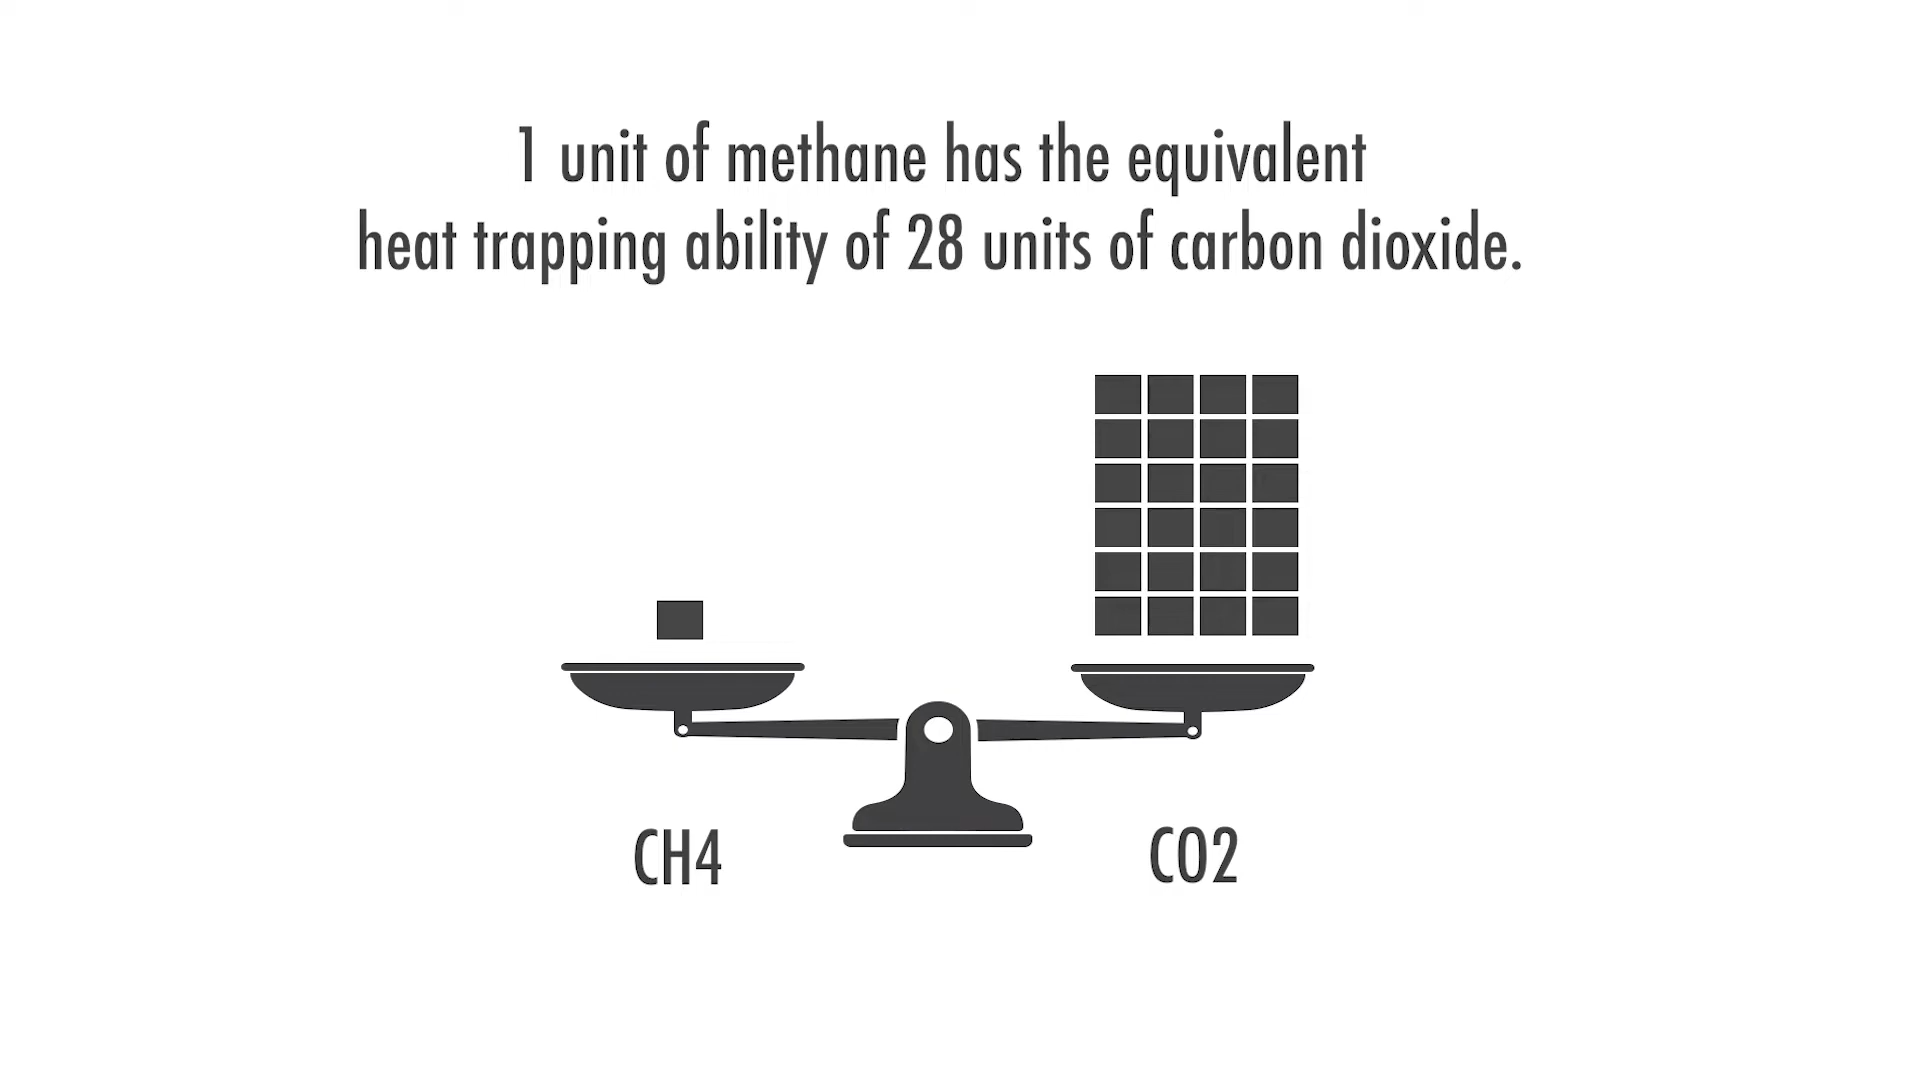 1 unit of methane has the equivalent
heat trapping ability of 28 units of carbon dioxide.
CH4
CO2